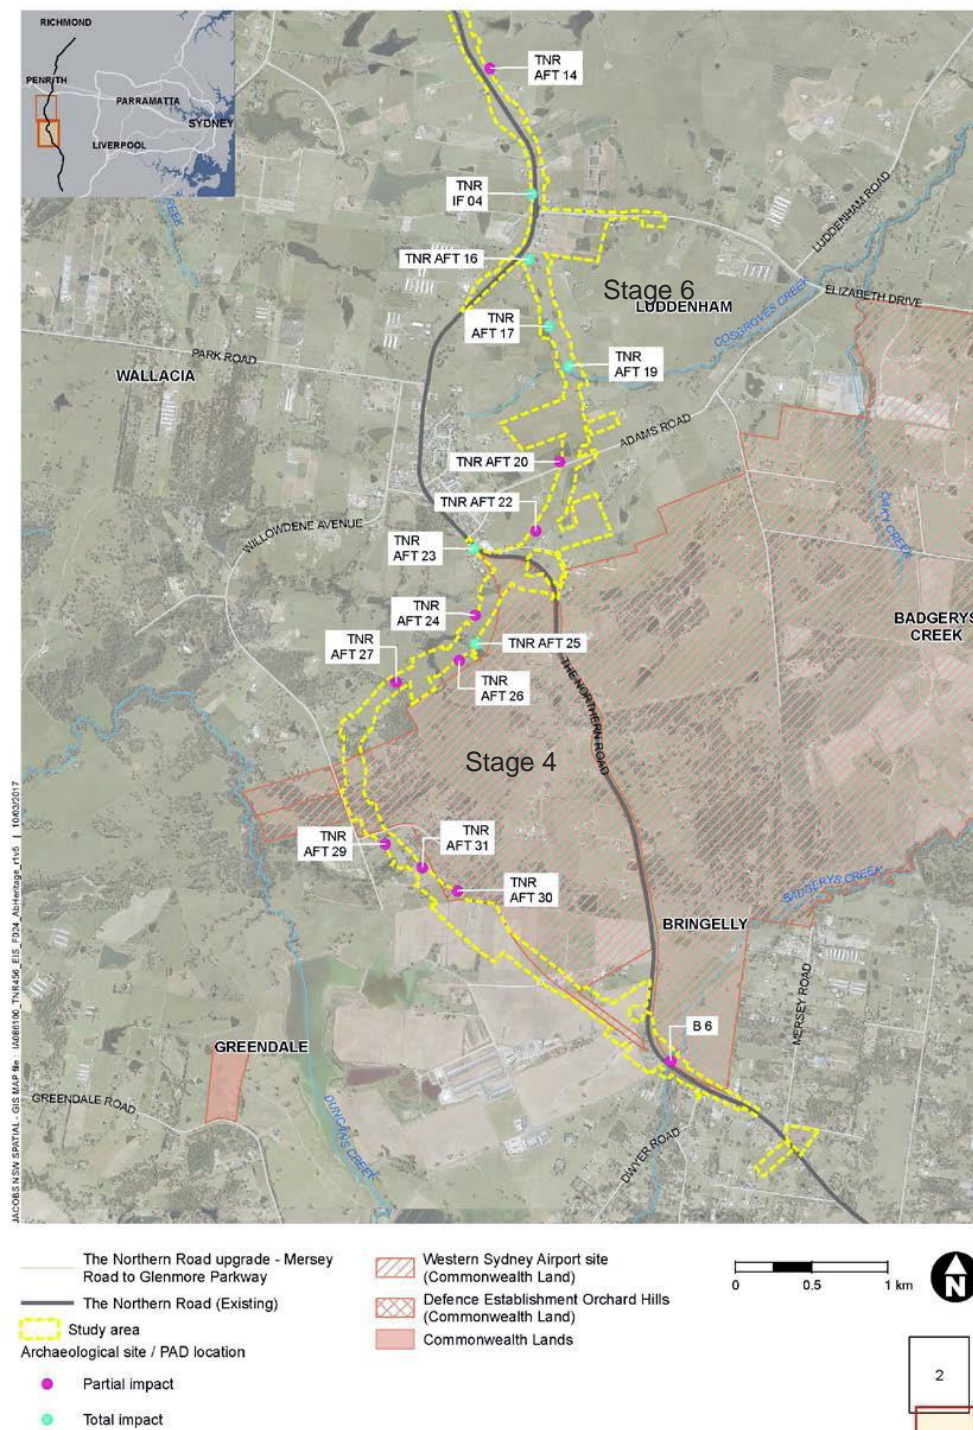 RICHMOND
PENRITH
PARRAMATTA
SYDNEY
LIVERPOOL
TNR
AFT 14
TNR
IF 04
LUDDENHAM ROAD
TNR AFT 16
Stage 6
LUDDENHAM
ELIZABETH DRIVE
COSGROVES CREEK
TNR
AFT 17
PARK ROAD
TNR
AFT 19
WALLACIA
ADAMS ROAD
TNR AFT 20
TNR AFT 22
WILLOWDENE AVENUE
OAKY CREEK
TNR
AFT 23
TNR
AFT 24
BADGERYS
CREEK
TNR
AFT 27
TNR AFT 25
TNR
AFT 26
THE NORTHERN ROAD
Stage 4
TNR
AFT 29
TNR
AFT 31
TNR
AFT 30
BADGERYS CREEK
BRINGELLY
MERSEY ROAD
B 6
GREENDALE
GREENDALE ROAD
DUNCANS CREEK
DWYER ROAD
The Northern Road upgrade - Mersey
Road to Glenmore Parkway
The Northern Road (Existing)
Study area
Archaeological site / PAD location
Partial impact
Total impact
Western Sydney Airport site
(Commonwealth Land)
Defence Establishment Orchard Hills
(Commonwealth Land)
Commonwealth Lands
0 0.5 1 km
N
2